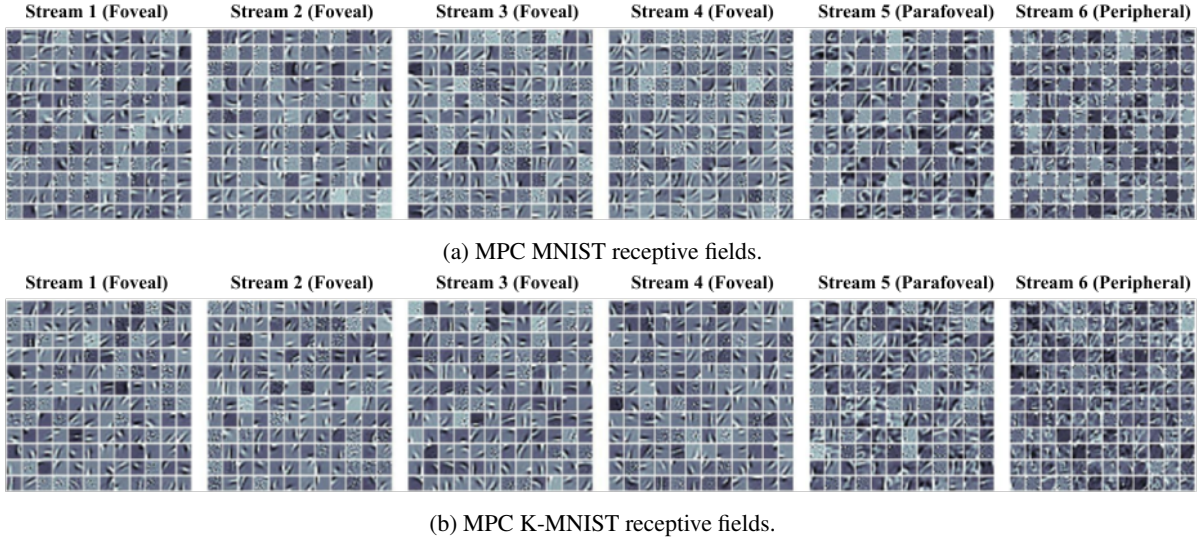 Stream 1 (Foveal) Stream 2 (Foveal) Stream 3 (Foveal) Stream 4 (Foveal) Stream 5 (Parafoveal) Stream 6 (Peripheral)
(a) MPC MNIST receptive fields.
Stream 1 (Foveal) Stream 2 (Foveal) Stream 3 (Foveal) Stream 4 (Foveal) Stream 5 (Parafoveal) Stream 6 (Peripheral)
(b) MPC K-MNIST receptive fields.